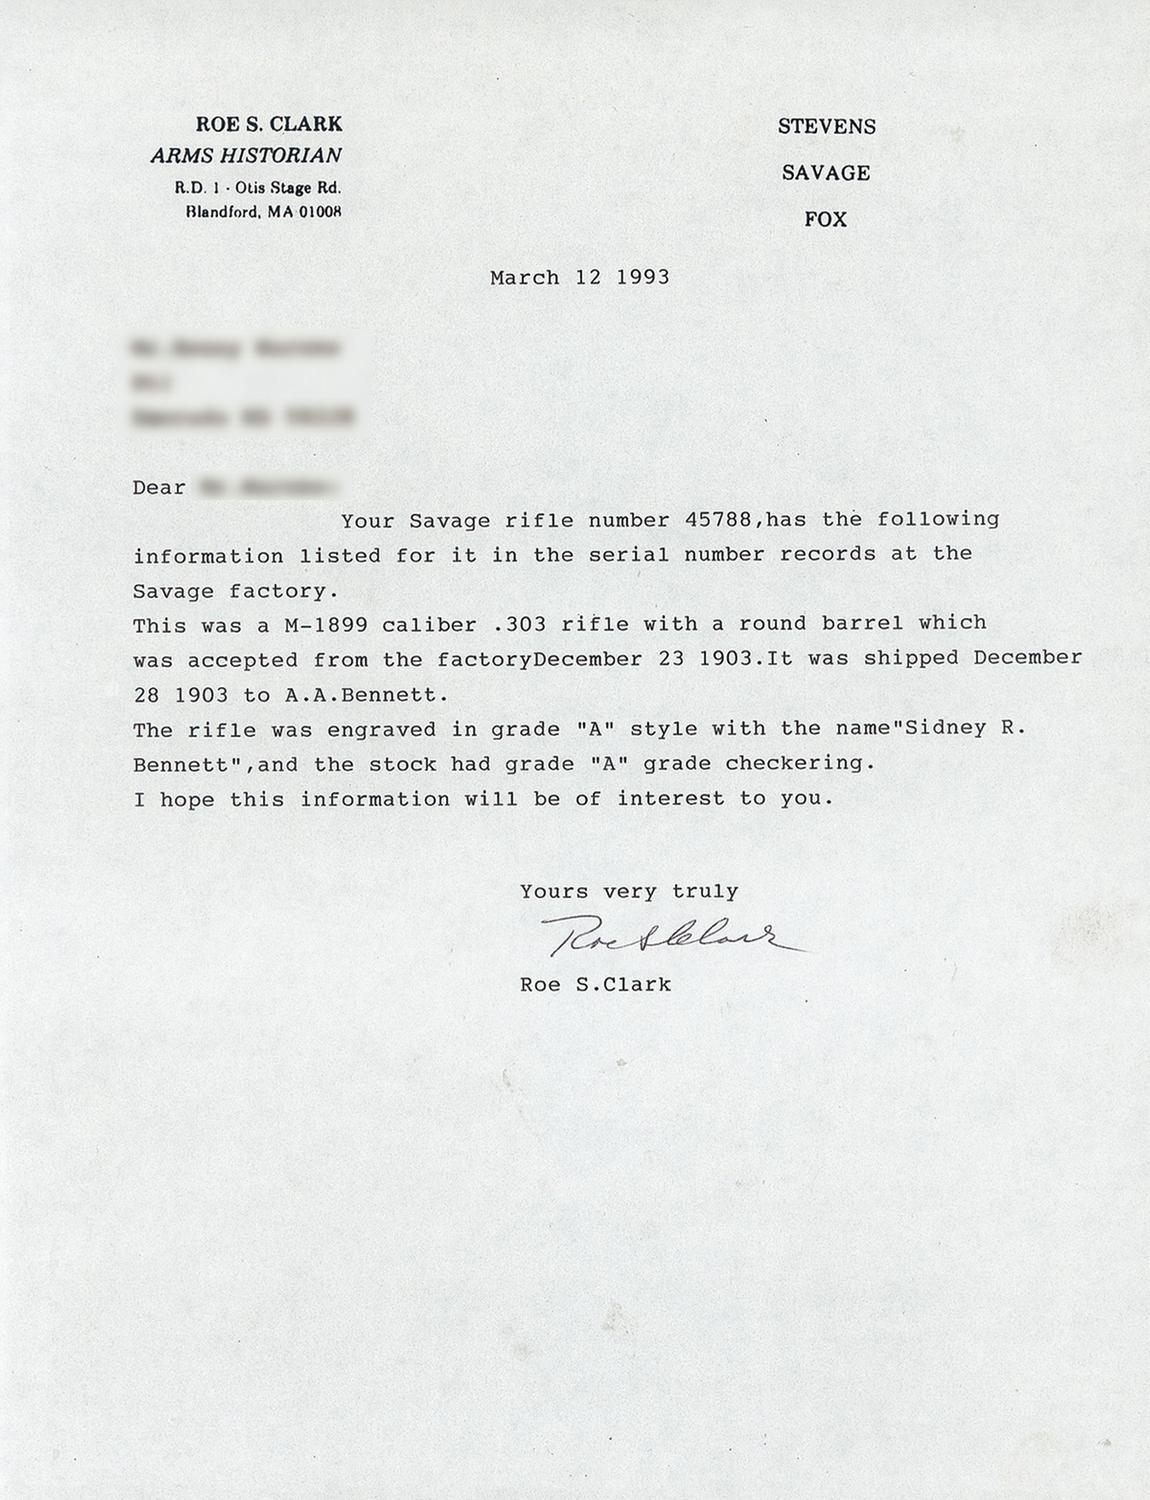 ROE S. CLARK
ARMS HISTORIAN
R.D. 1 · Otis Stage Rd.
Blandford, MA 01008
STEVENS
SAVAGE
FOX
March 12 1993
Dear
Your Savage rifle number 45788,has the following
information listed for it in the serial number records at the
Savage factory.
This was a M-1899 caliber .303 rifle with a round barrel which
was accepted from the factoryDecember 23 1903.It was shipped December
28 1903 to A.A.Bennett.
The rifle was engraved in grade "A" style with the name"Sidney R.
Bennett",and the stock had grade "A" grade checkering.
I hope this information will be of interest to you.
Yours very truly
Roe S Clark
Roe S.Clark